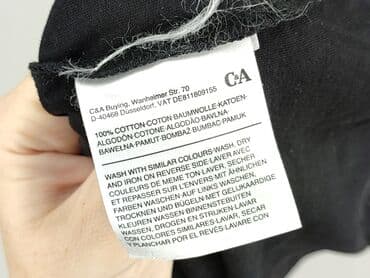 C&A Buying, Wanheimer Str. 70
D-40468 Düsseldorf, VAT DE811809155
C&A
100% COTTON-COTON-BAUMWOLLE-KATOEN-
ALGODÓN COTONE-ALGODÃO-BAVLNA
BAWEŁNA-PAMUT-BOMBAŽ BUMBAC-PAMUK
WASH WITH SIMILAR COLOURS-WASH, DRY
AND IRON ON REVERSE SIDE-LAVER AVEC
COULEURS DE MEME TON-LAVER, SÉCHER
ET REPASSER SUR L'ENVERS-MIT ÄHNLICHEN
FARBEN WASCHEN-AUF LINKS WASCHEN,
TROCKNEN UND BÜGELN-MET GELIJKSOORTIGE
KLEUREN WASSEN-BINNENSTEBUITEN
WASSEN, DROGEN EN STRIJKEN-LAVAR
CON COLORES SIMILARES-LAVAR, SECAR
Y PLANCHAR POR EL REVÉS-LAVARE CON